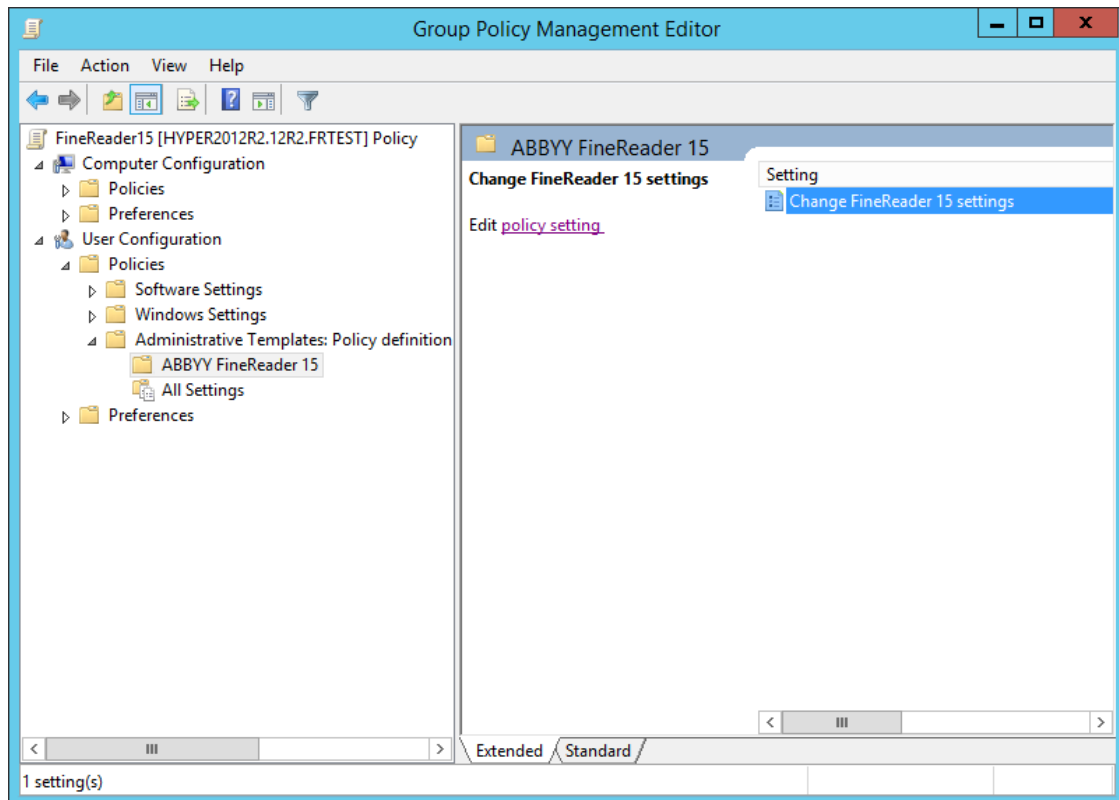 Group Policy Management Editor
File Action View Help
FineReader15 [HYPER2012R2.12R2.FRTEST] Policy
Computer Configuration
Policies
Preferences
User Configuration
Policies
Software Settings
Windows Settings
Administrative Templates: Policy definition
ABBYY FineReader 15
All Settings
Preferences
ABBYY FineReader 15
Change FineReader 15 settings
Edit policy setting
Setting
Change FineReader 15 settings
Extended Standard
1 setting(s)